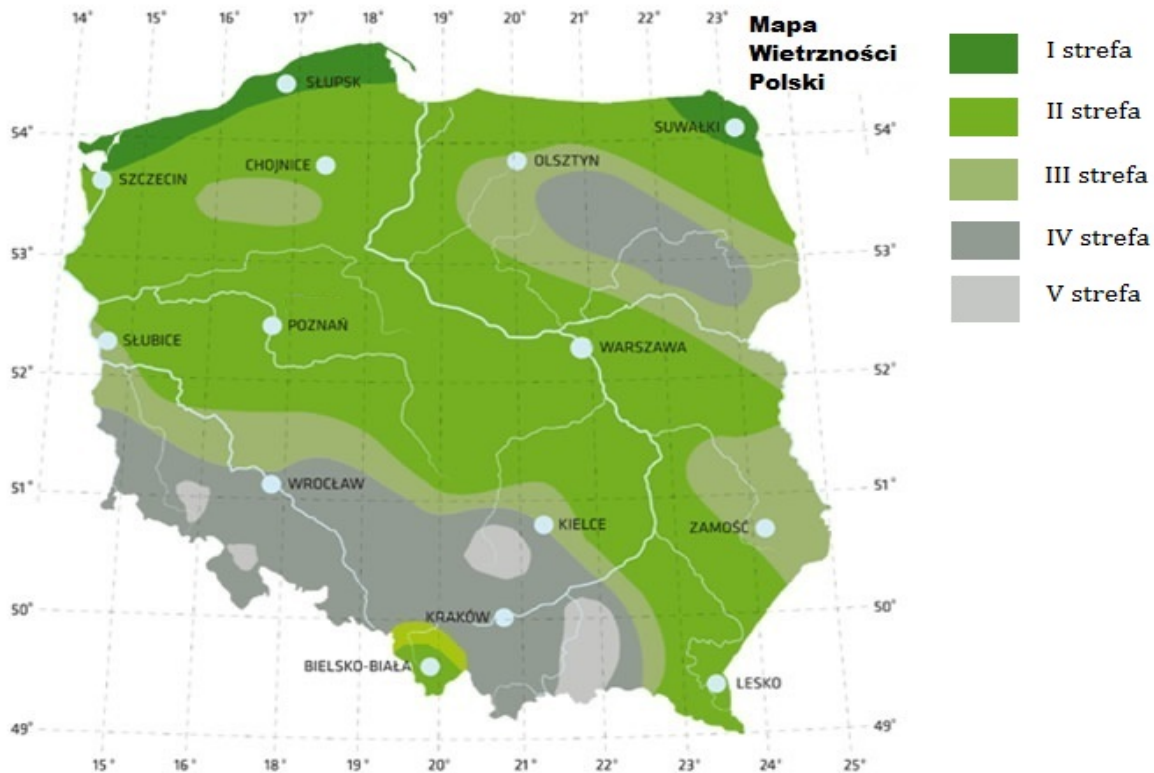 14° 15° 16° 17° 18° 19° 20° 21° 22° 23°
Mapa
Wietrzności
Polski
I strefa
II strefa
III strefa
IV strefa
V strefa
SŁUPSK
54°
SUWAŁKI
54°
CHOJNICE
OLSZTYN
SZCZECIN
53°
53°
POZNAŃ
SŁUBICE
WARSZAWA
52°
52°
WROCŁAW
51°
51°
KIELCE
ZAMOŚĆ
50°
KRAKÓW
50°
BIELSKO-BIAŁA
LESKO
49°
49°
15° 16° 17° 18° 19° 20° 21° 22° 23° 24° 25°